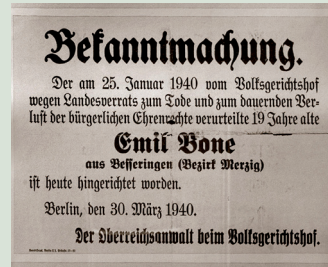 Bekanntmachung.
Der am 25. Januar 1940 vom Volksgerichtshof
wegen Landesverrats zum Tode und zum dauernden Ver-
lust der bürgerlichen Ehrenrechte verurteilte 19 Jahre alte
Emil Bone
aus Besseringen (Bezirk Merzig)
ist heute hingerichtet worden.
Berlin, den 30. März 1940.
Der Oberreichsanwalt beim Volksgerichtshof.